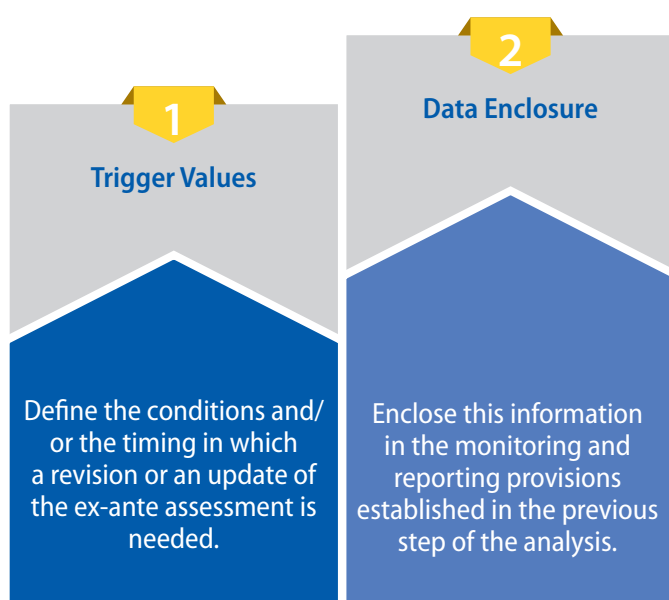 1
Trigger Values
Define the conditions and/
or the timing in which
a revision or an update of
the ex-ante assessment is
needed.
2
Data Enclosure
Enclose this information
in the monitoring and
reporting provisions
established in the previous
step of the analysis.